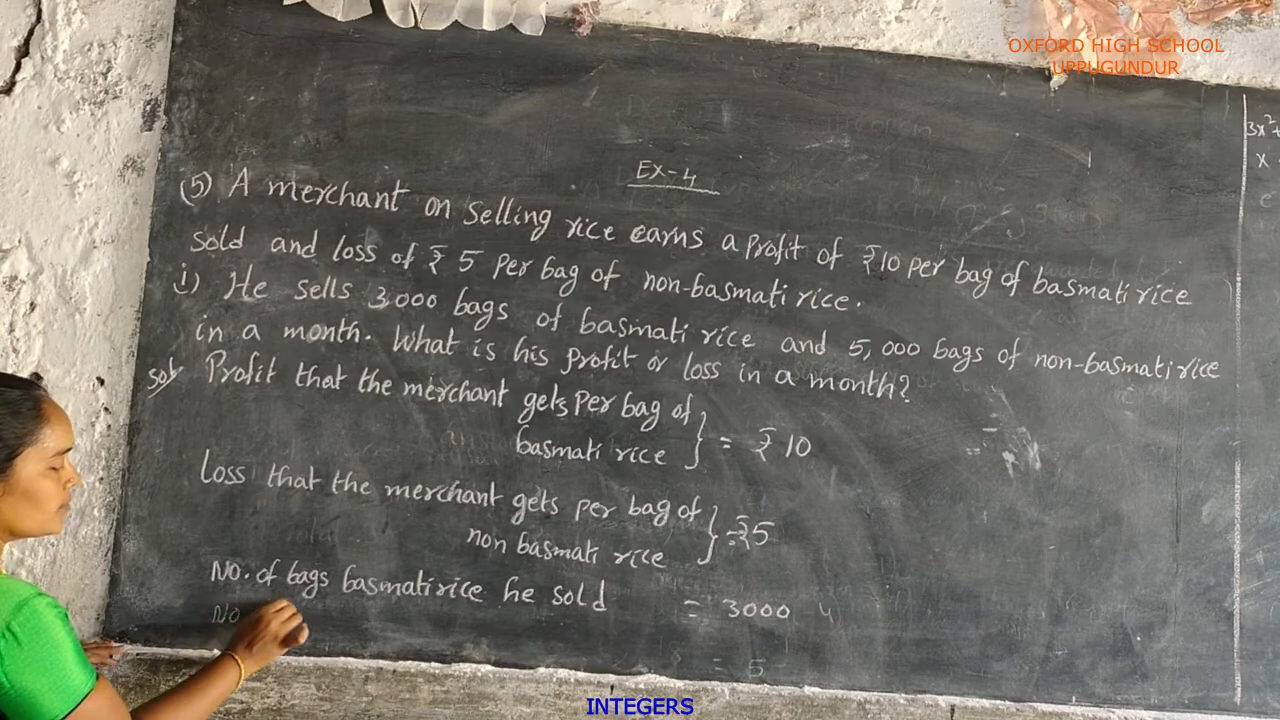 OXFORD HIGH SCHOOL
UPPUGUNDUR
Ex-4
(5) A merchant on selling rice earns a profit of ₹10 per bag of basmati rice
sold and loss of ₹ 5 per bag of non-basmati rice.
i) He sells 3000 bags of basmati rice and 5,000 bags of non-basmati rice
in a month. What is his profit or loss in a month?
Sol Profit that the merchant gets per bag of
basmati rice } = ₹ 10
Loss that the merchant gets per bag of
non basmati rice } = ₹5
No. of bags basmati rice he sold = 3000
No
= 5
3x²+
x
INTEGERS